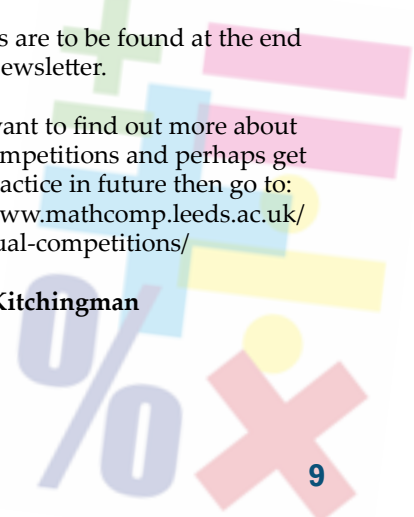 s are to be found at the end
ewsletter.
vant to find out more about
mpetitions and perhaps get
actice in future then go to:
ww.mathcomp.leeds.ac.uk/
ual-competitions/
Kitchingman
%
9